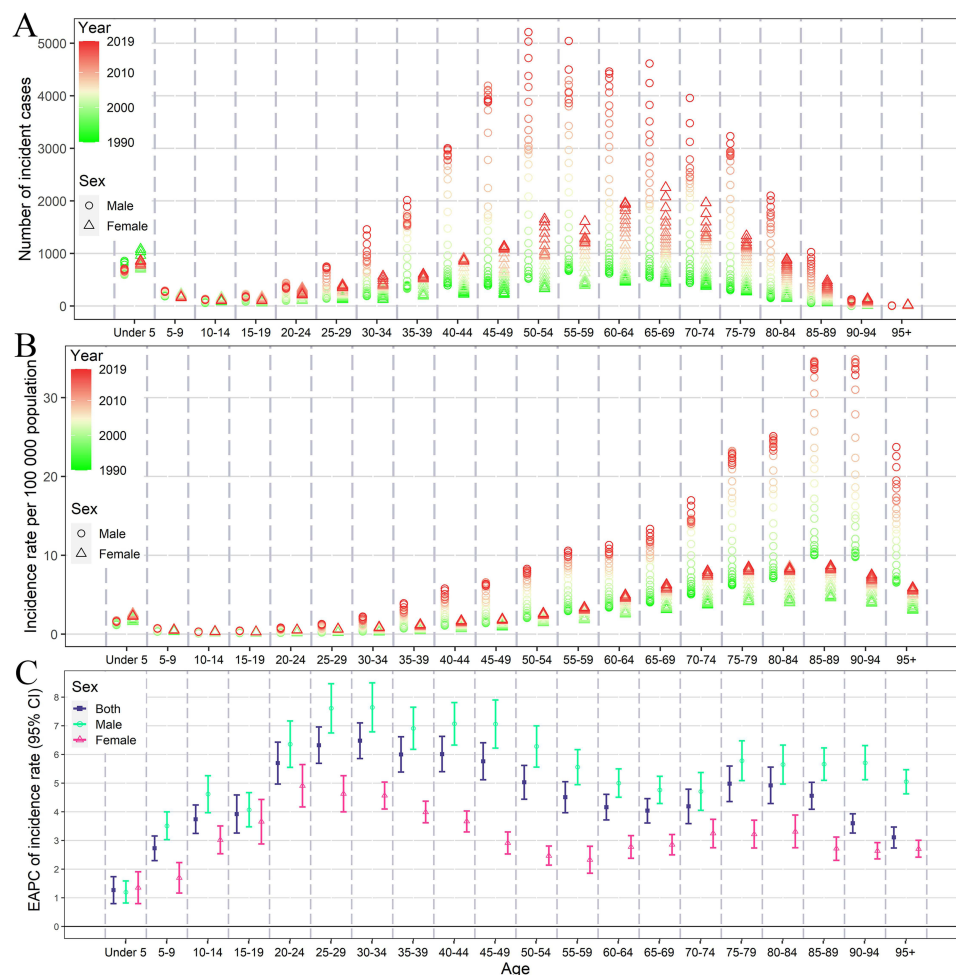 A
Year
2019
2010
2000
1990
Sex
Male
Female
Number of incident cases
5000
4000
3000
2000
1000
0
Under 5 5-9 10-14 15-19 20-24 25-29 30-34 35-39 40-44 45-49 50-54 55-59 60-64 65-69 70-74 75-79 80-84 85-89 90-94 95+
B
Year
2019
2010
2000
1990
Sex
Male
Female
Incidence rate per 100 000 population
30
20
10
0
Under 5 5-9 10-14 15-19 20-24 25-29 30-34 35-39 40-44 45-49 50-54 55-59 60-64 65-69 70-74 75-79 80-84 85-89 90-94 95+
C
Sex
Both
Male
Female
EAPC of incidence rate (95% CI)
8
7
6
5
4
3
2
1
0
Under 5 5-9 10-14 15-19 20-24 25-29 30-34 35-39 40-44 45-49 50-54 55-59 60-64 65-69 70-74 75-79 80-84 85-89 90-94 95+
Age